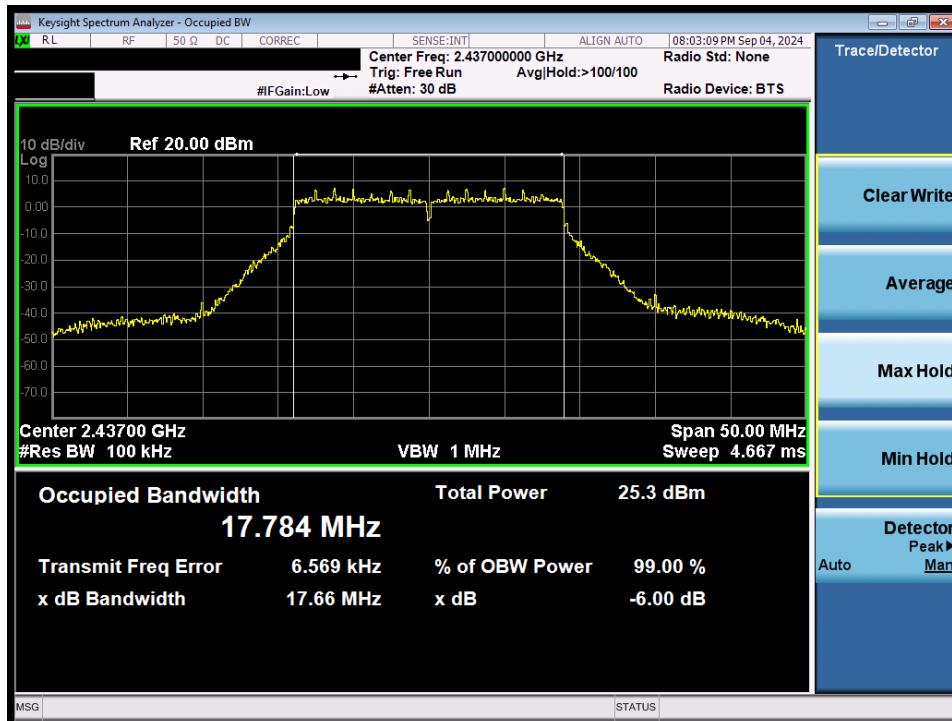 Keysight Spectrum Analyzer - Occupied BW
LXI RL RF 50 Ω DC CORREC SENSE:INT ALIGN AUTO 08:03:09 PM Sep 04, 2024
Center Freq: 2.437000000 GHz Radio Std: None
Trig: Free Run Avg|Hold:>100/100
#IFGain:Low #Atten: 30 dB Radio Device: BTS
10 dB/div Ref 20.00 dBm
Log
10.0
0.00
-10.0
-20.0
-30.0
-40.0
-50.0
-60.0
-70.0
Center 2.43700 GHz Span 50.00 MHz
#Res BW 100 kHz VBW 1 MHz Sweep 4.667 ms
Occupied Bandwidth Total Power 25.3 dBm
17.784 MHz
Transmit Freq Error 6.569 kHz % of OBW Power 99.00 %
x dB Bandwidth 17.66 MHz x dB -6.00 dB
MSG STATUS
Trace/Detector
Clear Write
Average
Max Hold
Min Hold
Detector
Peak▶
Auto Man